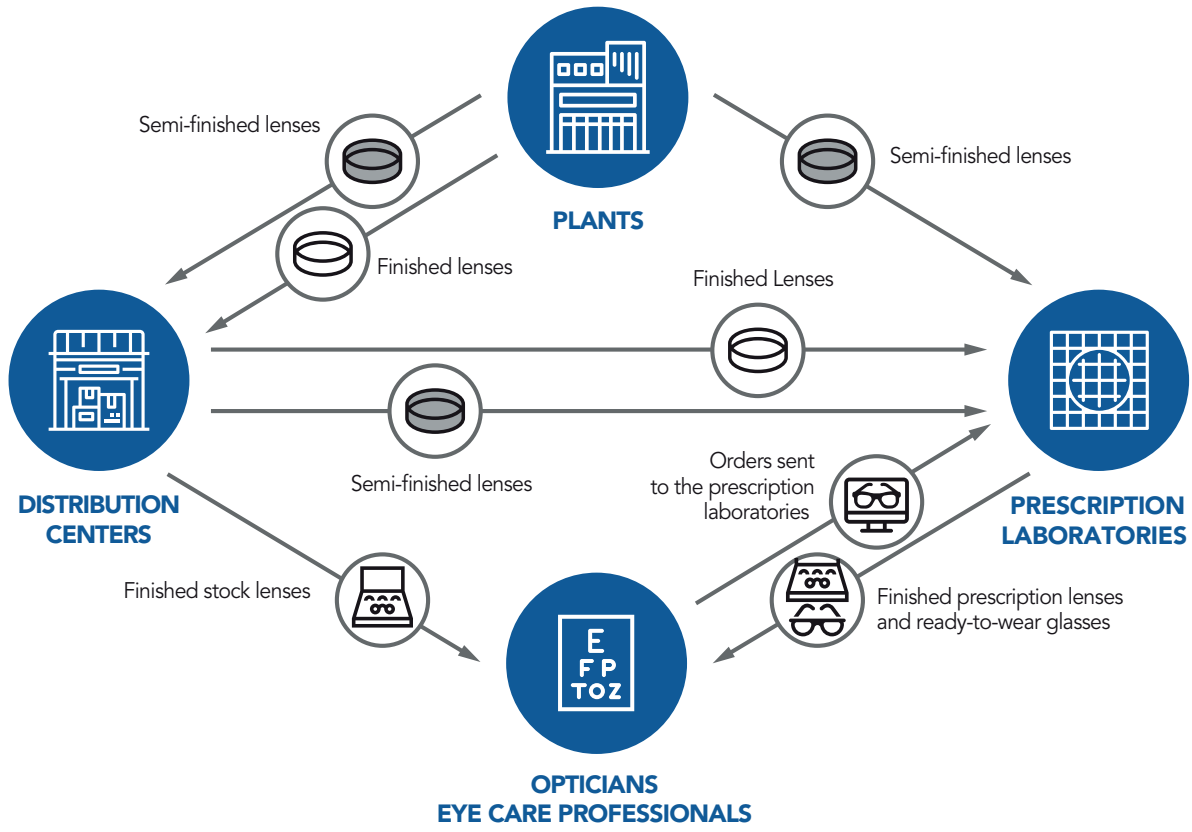 Semi-finished lenses
Semi-finished lenses
PLANTS
Finished lenses
Finished Lenses
Semi-finished lenses
Orders sent
to the prescription
laboratories
DISTRIBUTION
CENTERS
PRESCRIPTION
LABORATORIES
Finished stock lenses
Finished prescription lenses
and ready-to-wear glasses
E
F P
TOZ
OPTICIANS
EYE CARE PROFESSIONALS